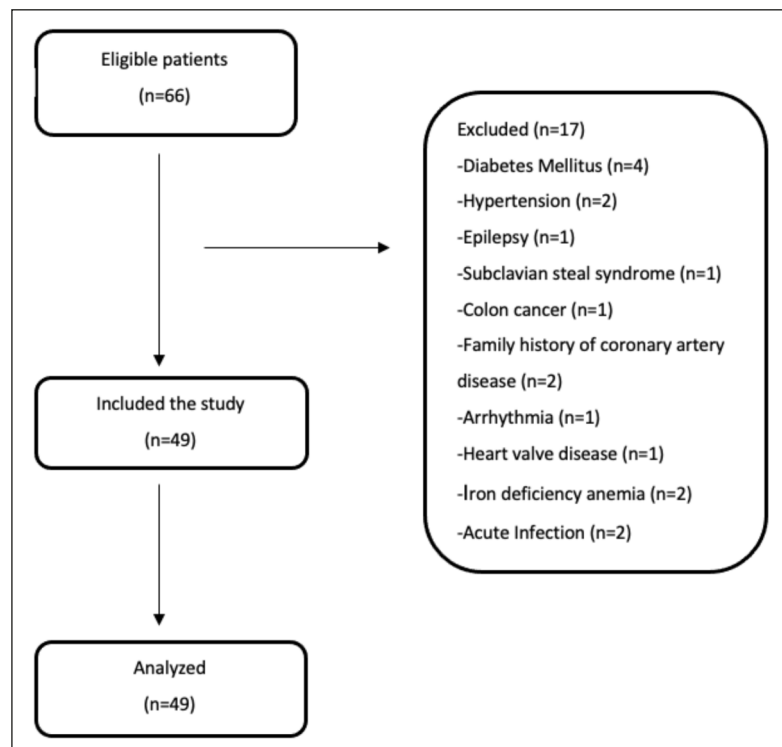 Eligible patients
(n=66)
Excluded (n=17)
-Diabetes Mellitus (n=4)
-Hypertension (n=2)
-Epilepsy (n=1)
-Subclavian steal syndrome (n=1)
-Colon cancer (n=1)
-Family history of coronary artery
disease (n=2)
-Arrhythmia (n=1)
-Heart valve disease (n=1)
-Iron deficiency anemia (n=2)
-Acute Infection (n=2)
Included the study
(n=49)
Analyzed
(n=49)